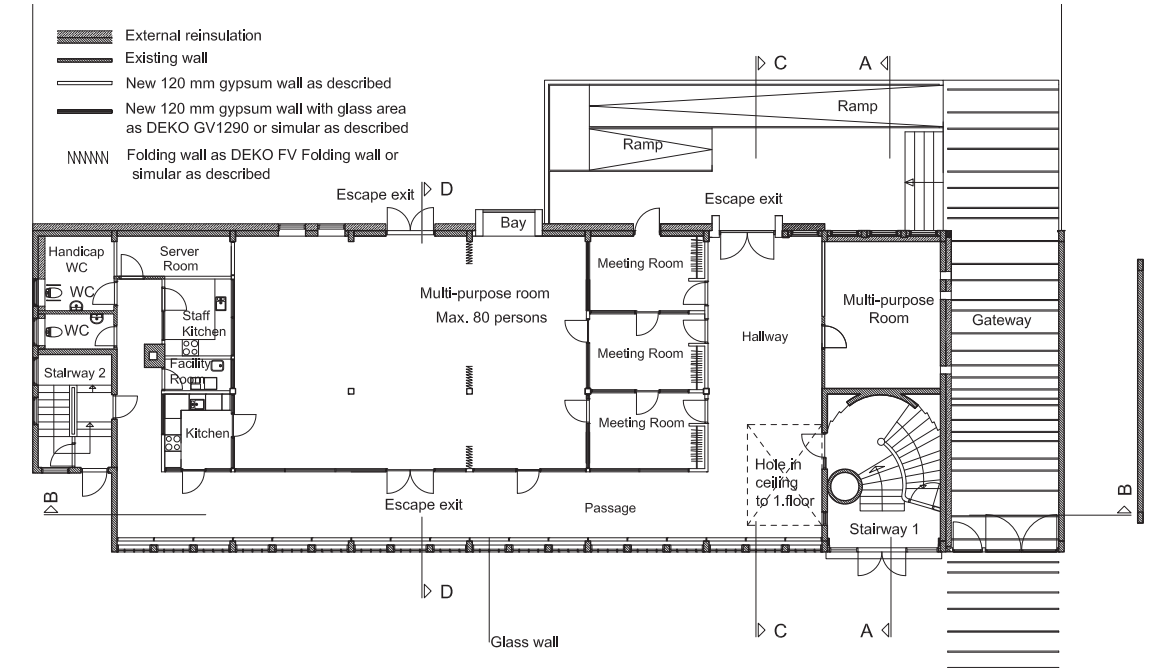 External reinsulation
Existing wall
New 120 mm gypsum wall as described
New 120 mm gypsum wall with glass area
as DEKO GV1290 or simular as described
Folding wall as DEKO FV Folding wall or
simular as described
C
A
Ramp
Ramp
Escape exit
D
Escape exit
Bay
Handicap
WC
Server
Room
Meeting Room
WC
Multi-purpose room
Max. 80 persons
Multi-purpose
Room
Staff
Kitchen
WC
Hallway
Gateway
Meeting Room
Facility
Room
Stairway 2
Meeting Room
Kitchen
Hole in
ceiling
to 1.floor
B
B
Escape exit
Passage
Stairway 1
D
C
A
Glass wall